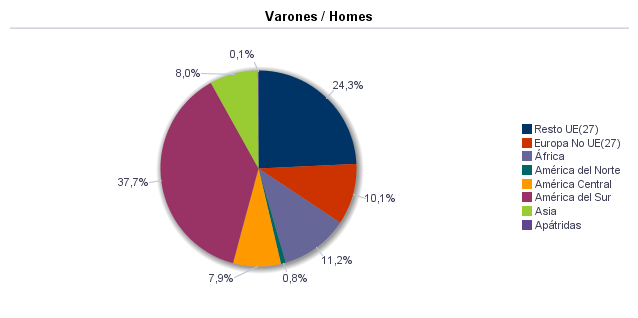 Varones / Homes
0,1%
8,0%
24,3%
37,7%
10,1%
11,2%
7,9%
0,8%
Resto UE(27)
Europa No UE(27)
África
América del Norte
América Central
América del Sur
Asia
Apátridas